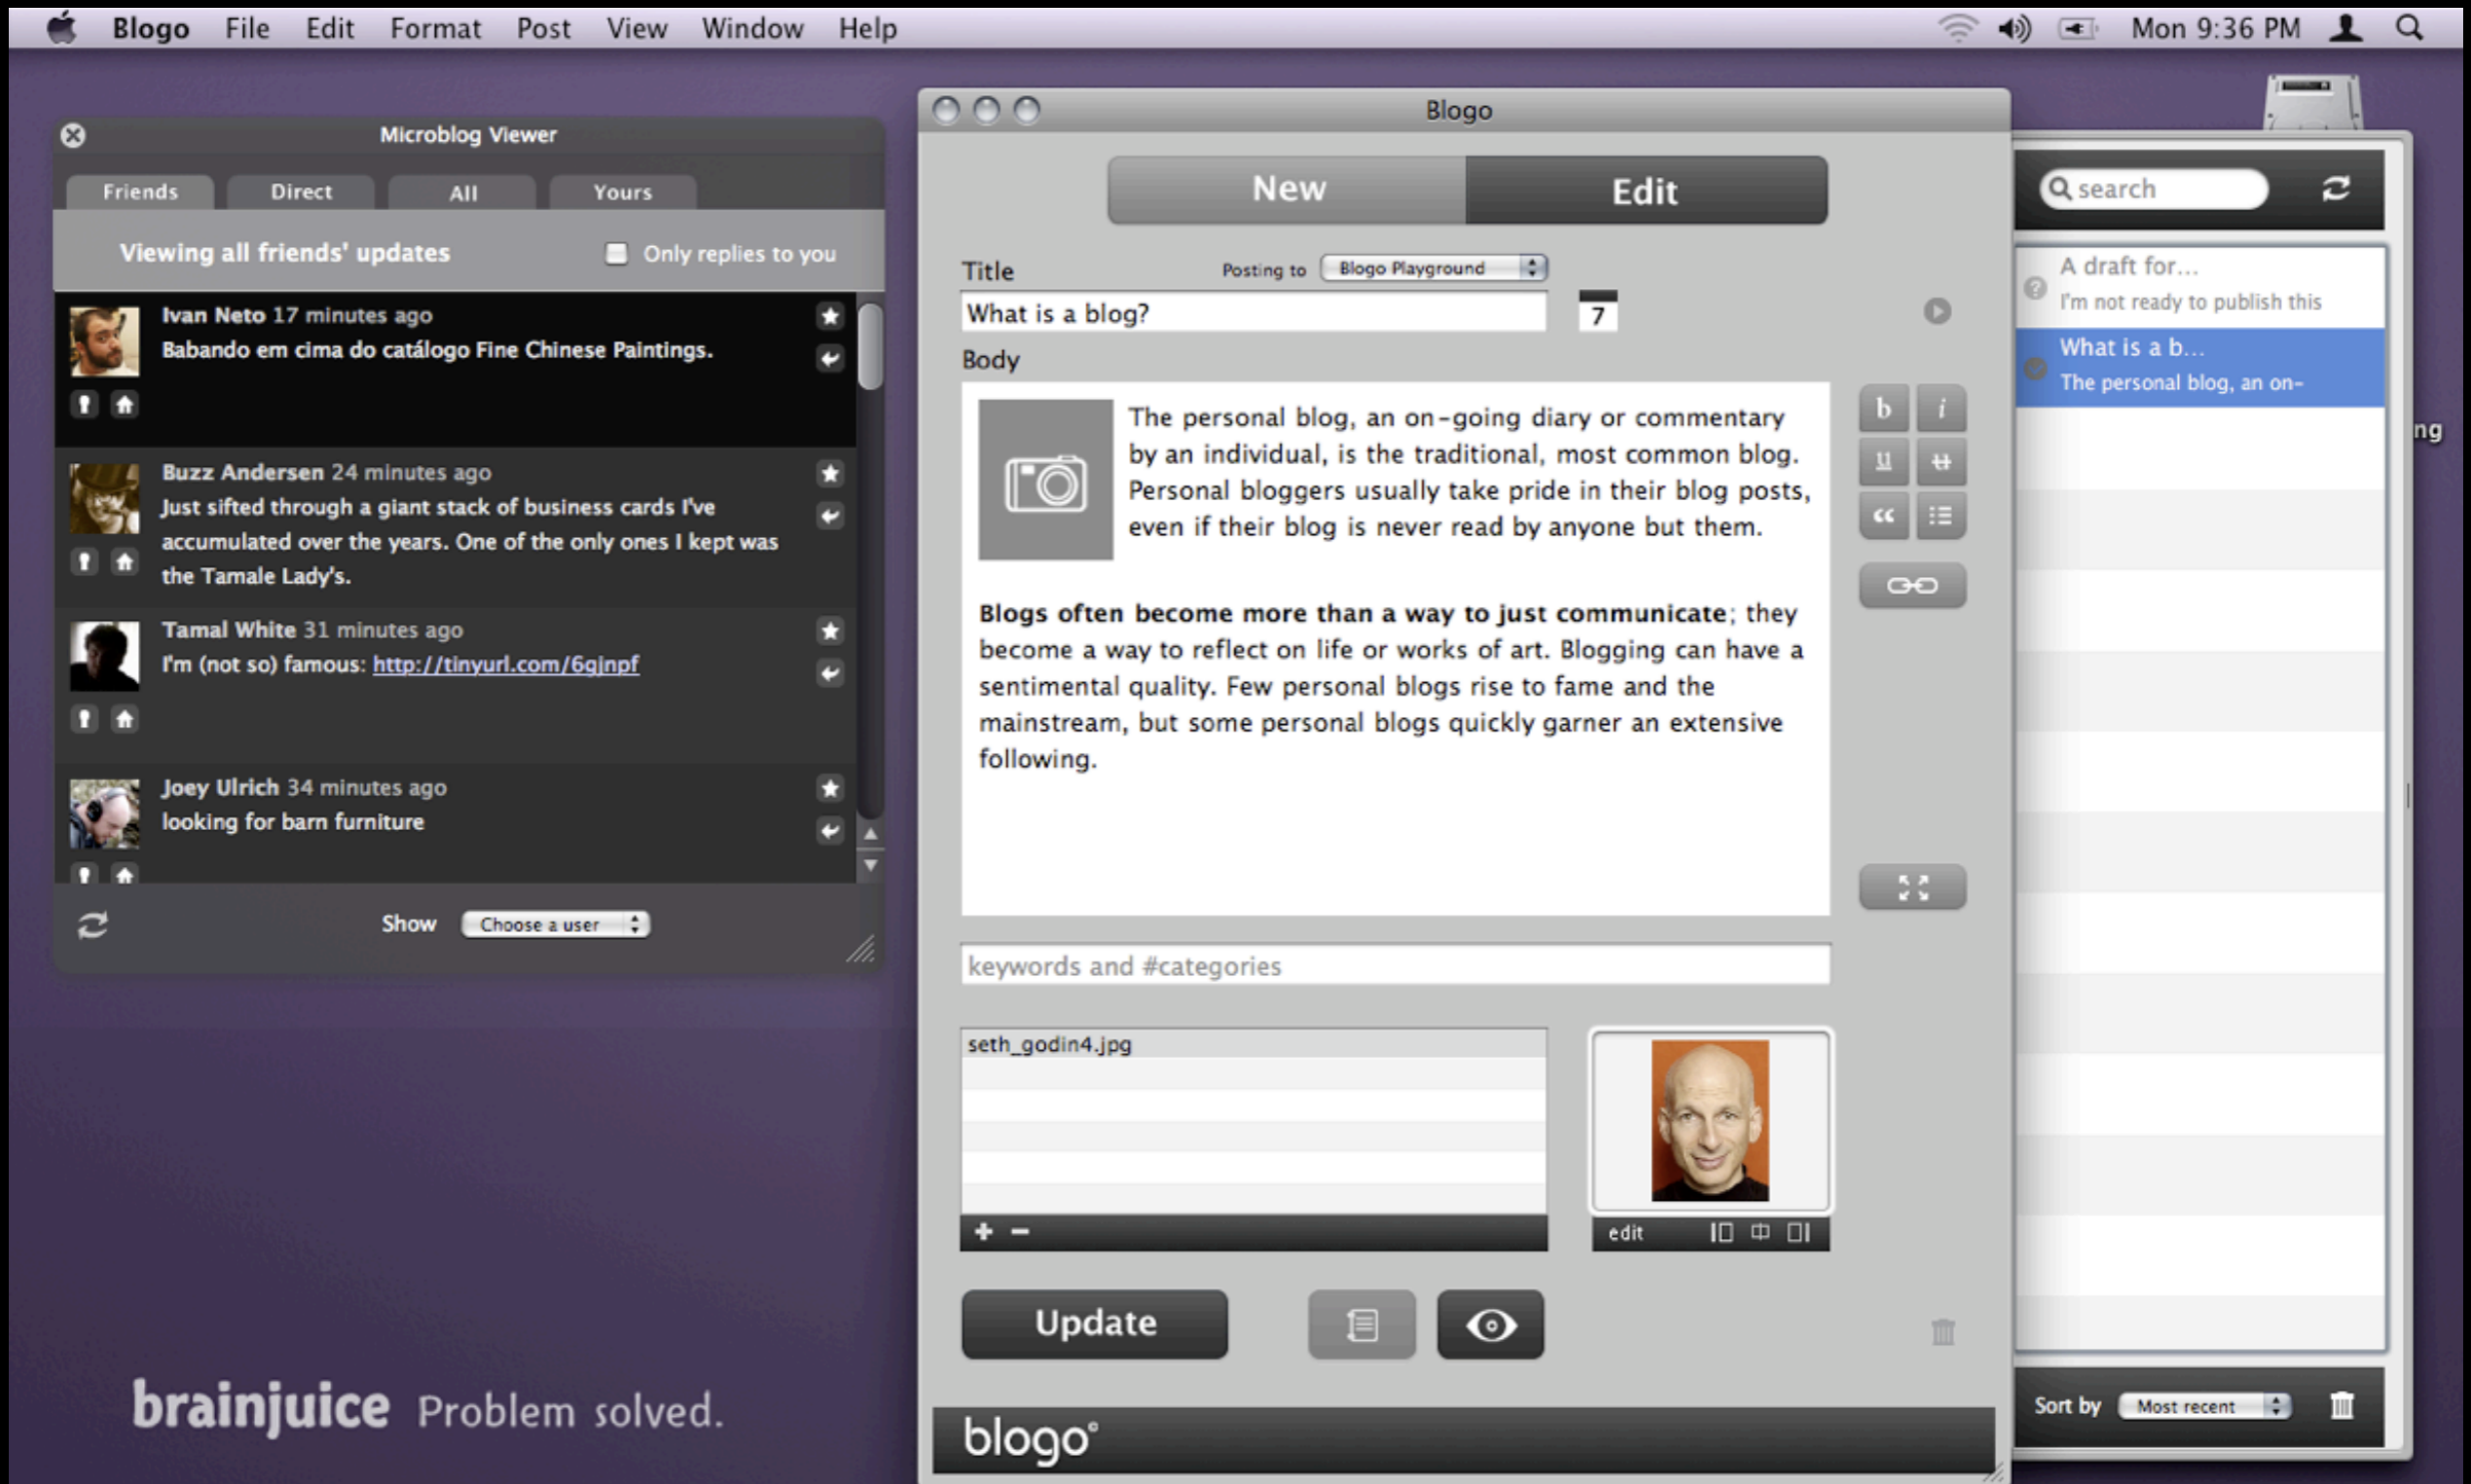 Blogo File Edit Format Post View Window Help
Mon 9:36 PM
Microblog Viewer
Friends Direct All Yours
Viewing all friends' updates
Only replies to you
Ivan Neto 17 minutes ago
Babando em cima do catálogo Fine Chinese Paintings.
Buzz Andersen 24 minutes ago
Just sifted through a giant stack of business cards I've
accumulated over the years. One of the only ones I kept was
the Tamale Lady's.
Tamal White 31 minutes ago
I'm (not so) famous: http://tinyurl.com/6gjnpf
Joey Ulrich 34 minutes ago
looking for barn furniture
Show Choose a user
brainjuice Problem solved.
Blogo
New Edit
Title Posting to Blogo Playground
What is a blog?
7
Body
The personal blog, an on-going diary or commentary
by an individual, is the traditional, most common blog.
Personal bloggers usually take pride in their blog posts,
even if their blog is never read by anyone but them.
Blogs often become more than a way to just communicate; they
become a way to reflect on life or works of art. Blogging can have a
sentimental quality. Few personal blogs rise to fame and the
mainstream, but some personal blogs quickly garner an extensive
following.
b i
u tt
“
keywords and #categories
seth_godin4.jpg
edit
Update
blogo©
search
A draft for...
I'm not ready to publish this
What is a b...
The personal blog, an on-
ng
Sort by Most recent